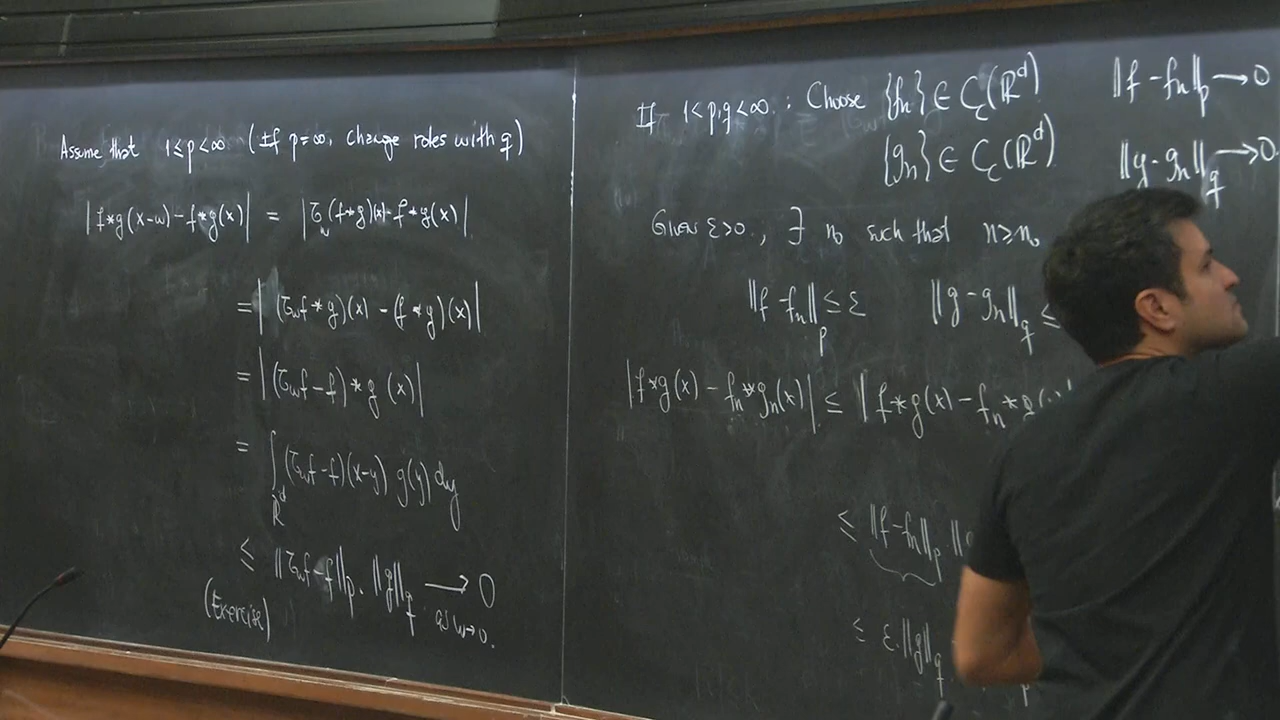 Assume that 1≤p<∞ (If p=∞, change roles with q)
|f*g(x-w)-f*g(x)| = |τ_w(f*g)(x)-f*g(x)|
= |(τ_w f*g)(x)-(f*g)(x)|
= |(τ_w f-f)*g(x)|
= ∫_{ℝ^d} (τ_w f-f)(x-y) g(y) dy
≤ ||τ_w f-f||_p · ||g||_q → 0 as w→0.
(Exercise)
If 1<p,q<∞ : Choose {f_n} ∈ C_c(ℝ^d) ||f-f_n||_p → 0
{g_n} ∈ C_c(ℝ^d) ||g-g_n||_q → 0
Given ε>0, ∃ n_0 such that n≥n_0
||f-f_n||_p ≤ ε ||g-g_n||_q ≤
|f*g(x)-f_n*g_n(x)| ≤ |f*g(x)-f_n*g(
≤ ||f-f_n||_p ||
≤ ε.||g||_q